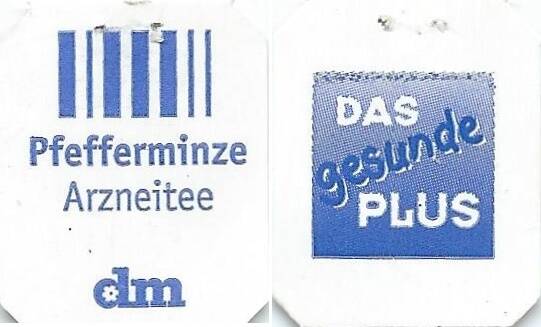 Pfefferminze
Arzneitee
dm
DAS
gesunde
PLUS